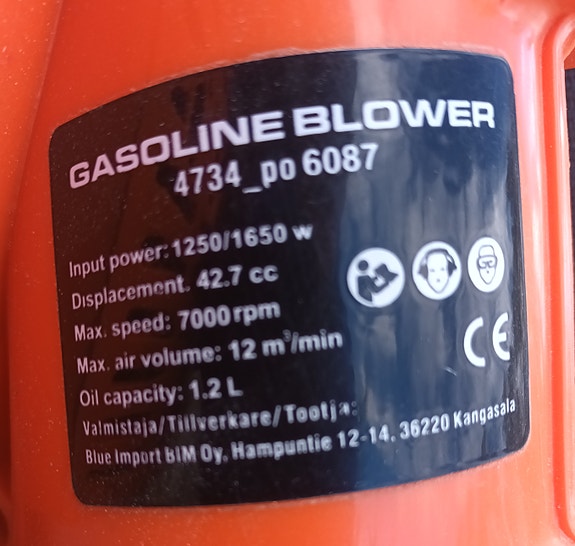 GASOLINE BLOWER
4734_po 6087
Input power: 1250/1650 w
Displacement. 42.7 cc
Max. speed: 7000 rpm
Max. air volume: 12 m³/min
Oil capacity: 1.2 L
Valmistaja/Tillverkare/Tootja:
Blue Import BIM Oy, Hampuntie 12-14, 36220 Kangasala
CE